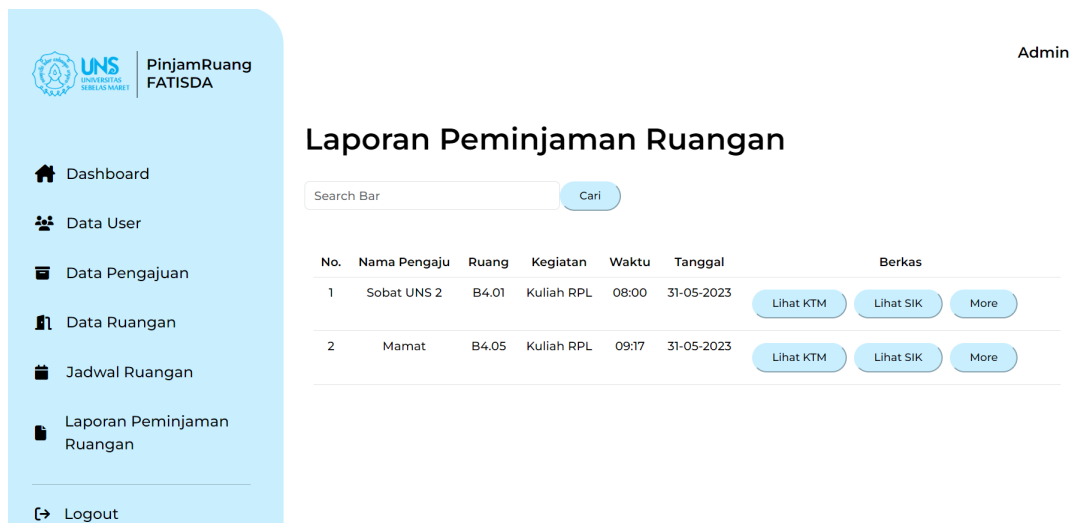 UNS
UNIVERSITAS
SEBELAS MARET
PinjamRuang
FATISDA
Dashboard
Data User
Data Pengajuan
Data Ruangan
Jadwal Ruangan
Laporan Peminjaman
Ruangan
Logout
Admin
Laporan Peminjaman Ruangan
Search Bar Cari
No. Nama Pengaju Ruang Kegiatan Waktu Tanggal Berkas
1 Sobat UNS 2 B4.01 Kuliah RPL 08:00 31-05-2023 Lihat KTM Lihat SIK More
2 Mamat B4.05 Kuliah RPL 09:17 31-05-2023 Lihat KTM Lihat SIK More